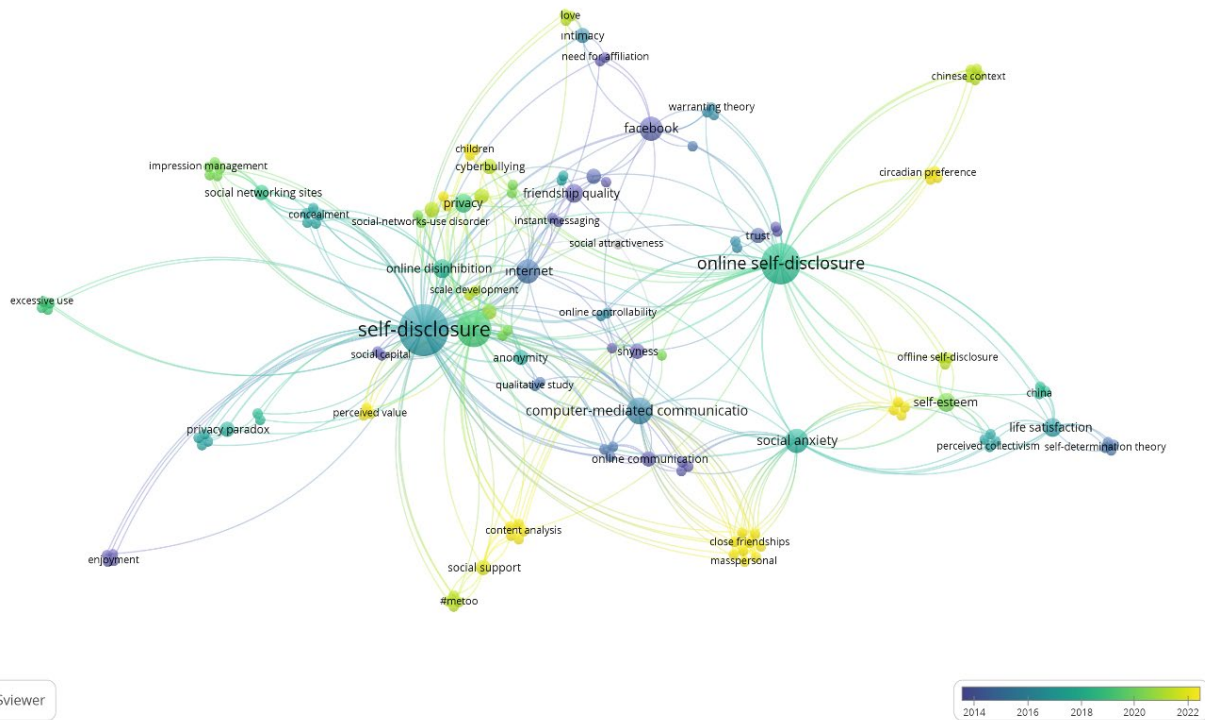 love
intimacy
need for affiliation
chinese context
warranting theory
facebook
children
cyberbullying
impression management
circadian preference
social networking sites
friendship quality
privacy
concealment
social-networks-use disorder
instant messaging
trust
social attractiveness
online self-disclosure
online disinhibition
internet
scale development
excessive use
online controllability
self-disclosure
social capital
anonymity
shyness
offline self-disclosure
qualitative study
china
self-esteem
perceived value
computer-mediated communicatio
privacy paradox
life satisfaction
social anxiety
perceived collectivism
self-determination theory
online communication
content analysis
close friendships
enjoyment
masspersonal
social support
#metoo
viewer
2014
2016
2018
2020
2022